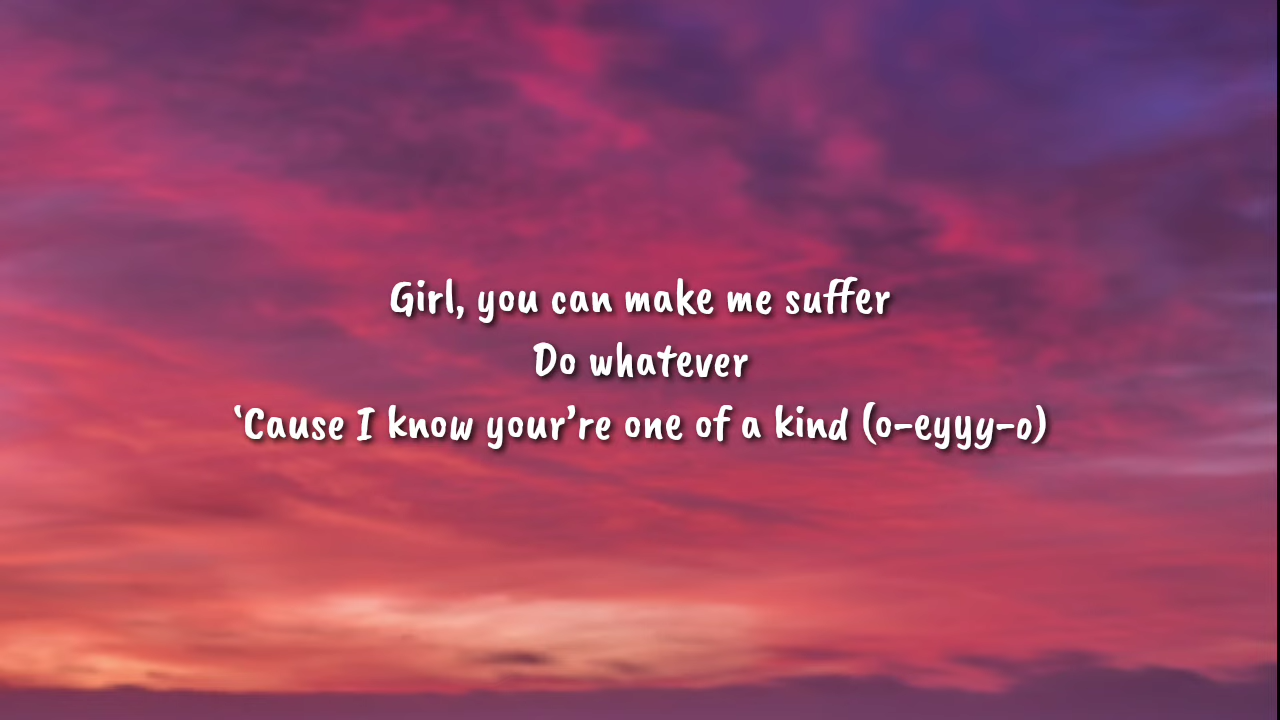 Girl, you can make me suffer
Do whatever
‘Cause I know your’re one of a kind (o-eyyy-o)